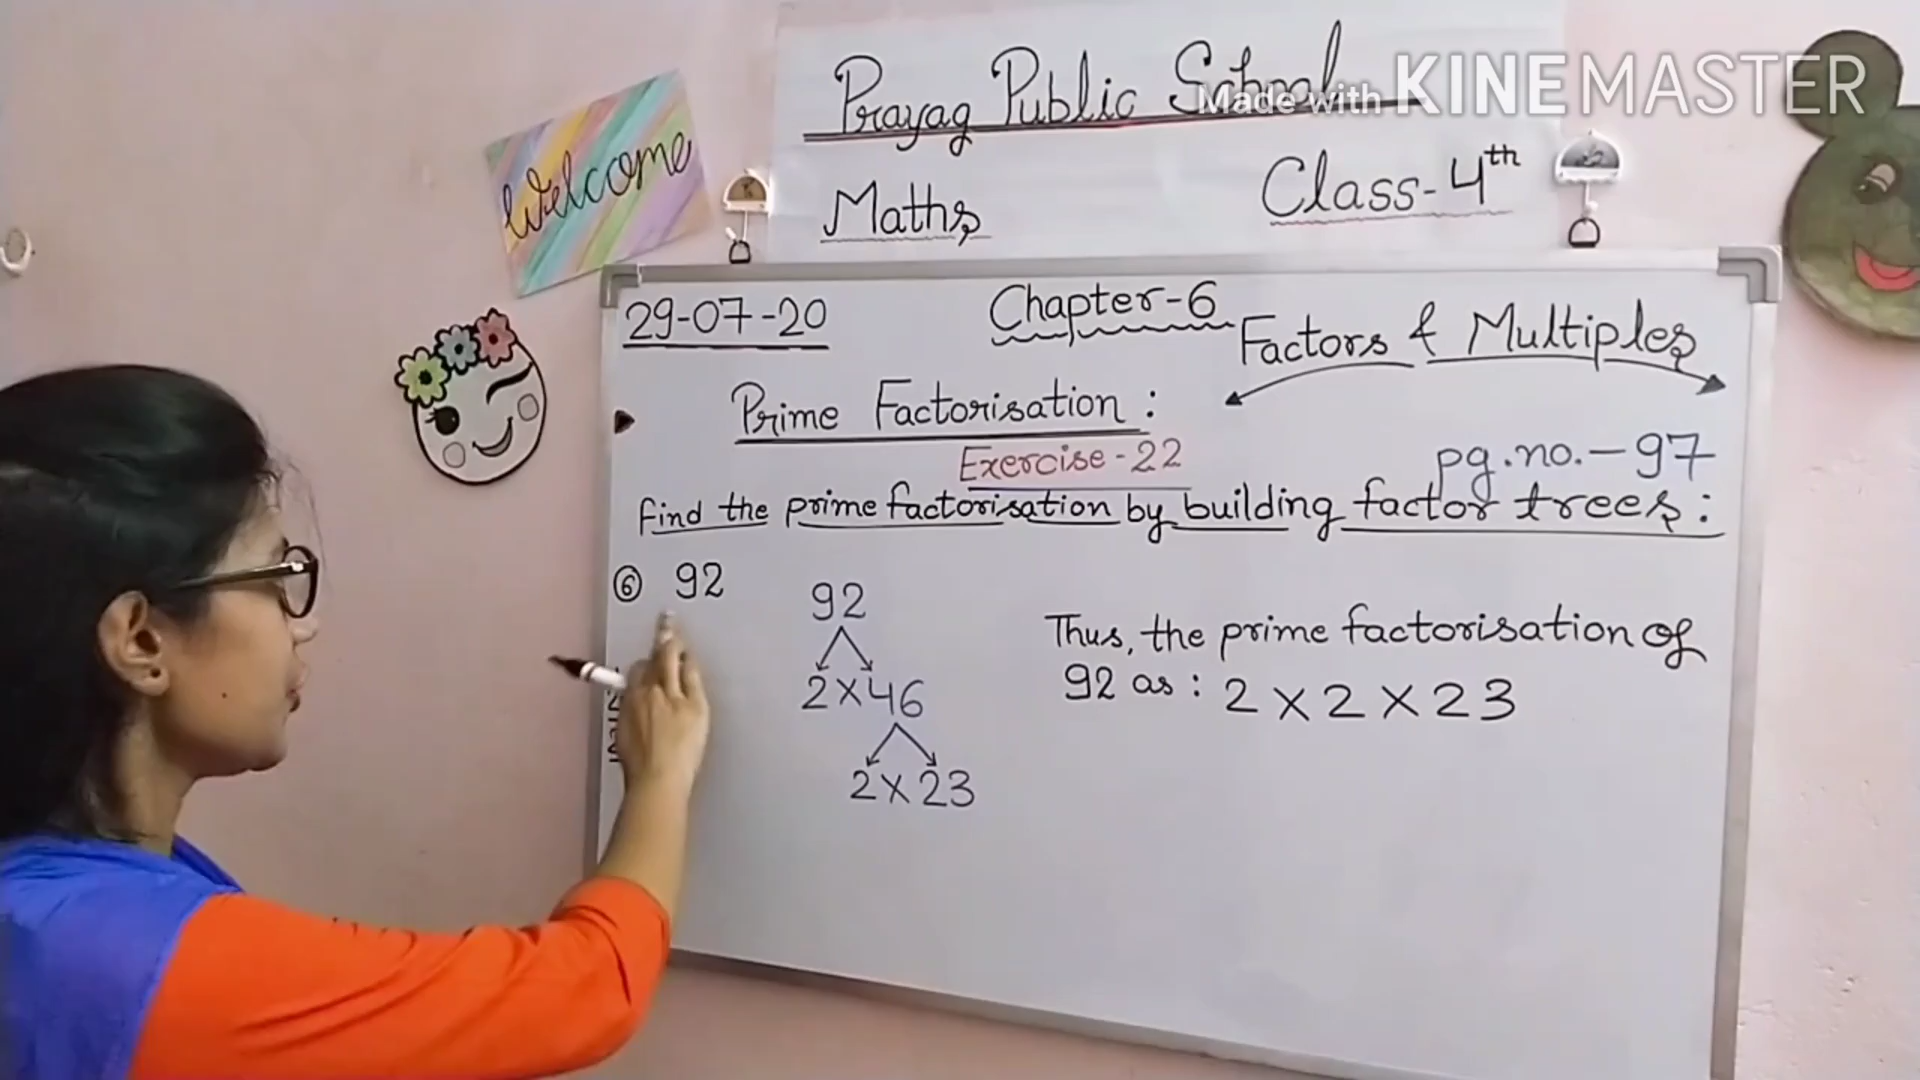 Prayag Public School
Made with KINEMASTER
Welcome
Maths
Class-4th
29-07-20
Chapter-6
Factors & Multiples
Prime Factorisation:
Exercise-22
pg.no.-97
Find the prime factorisation by building factor trees:
⑥ 92
92
2×46
2×23
Thus, the prime factorisation of
92 as: 2×2×23